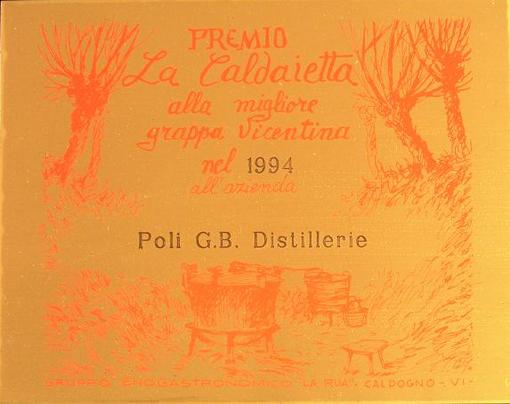 PREMIO
La Caldaietta
alla migliore
grappa Vicentina
nel 1994
all'azienda
Poli G.B. Distillerie
GRUPPO ENOGASTRONOMICO "LA RUA" - CALDOGNO - VI -